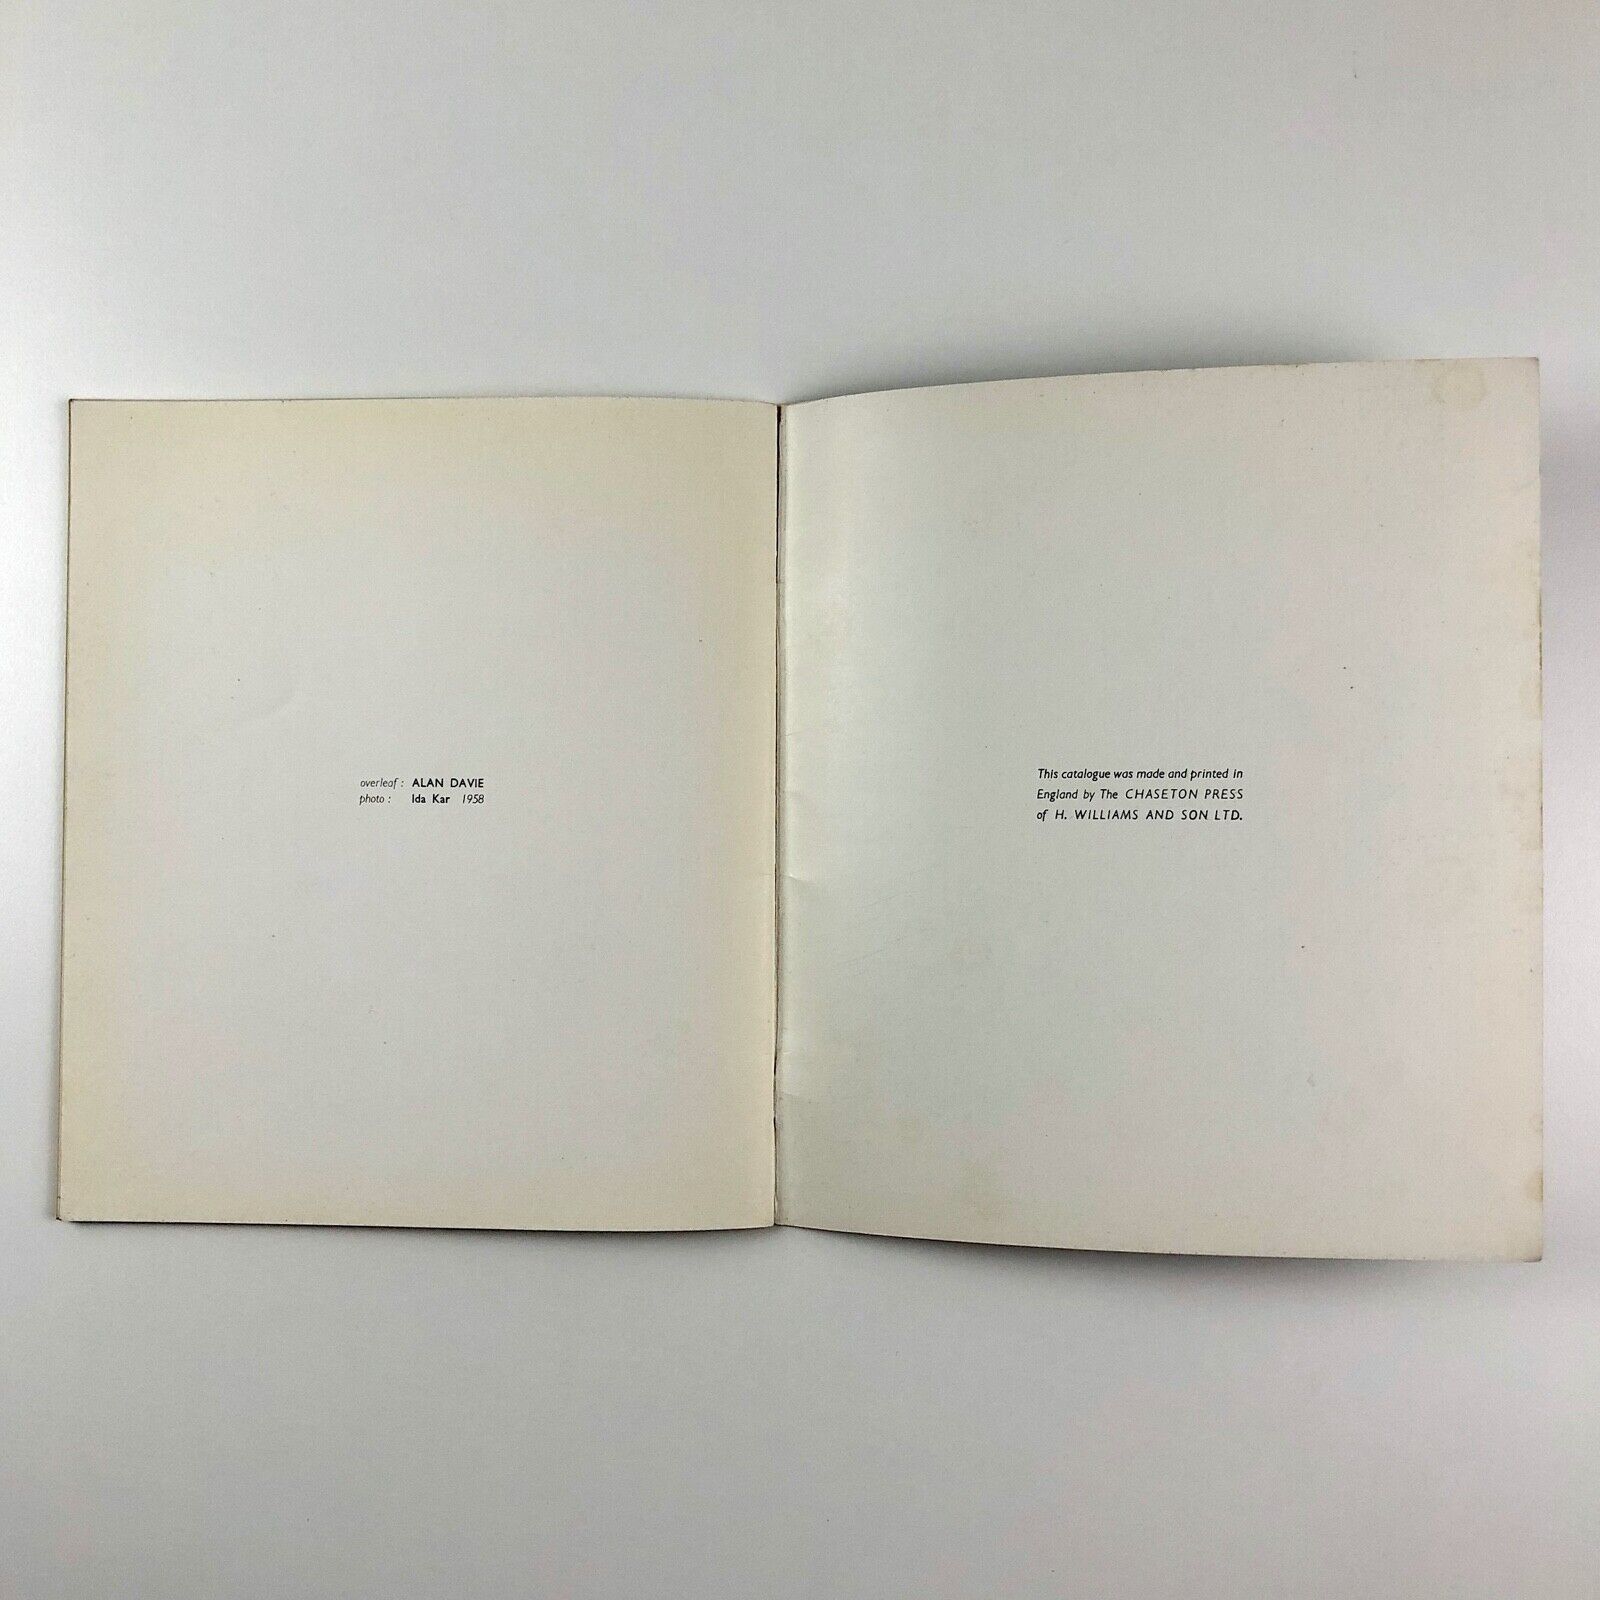 overleaf : ALAN DAVIE
photo : Ida Kar 1958
This catalogue was made and printed in
England by The CHASETON PRESS
of H. WILLIAMS AND SON LTD.